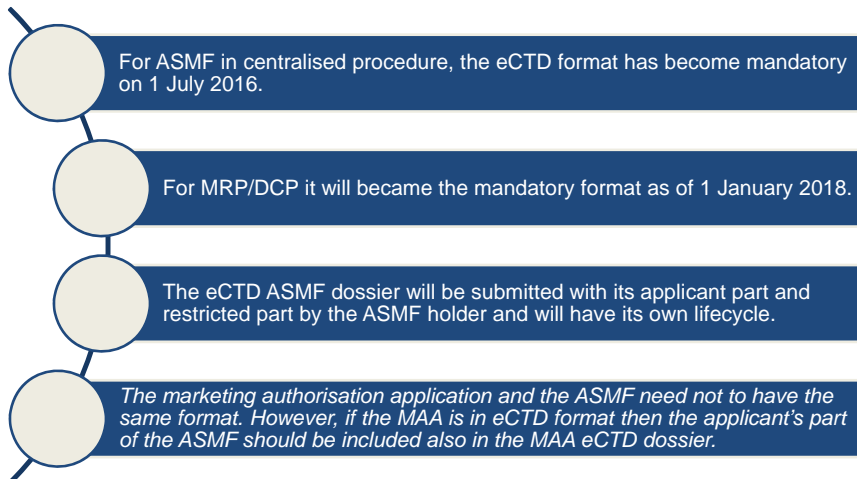 For ASMF in centralised procedure, the eCTD format has become mandatory
on 1 July 2016.
For MRP/DCP it will became the mandatory format as of 1 January 2018.
The eCTD ASMF dossier will be submitted with its applicant part and
restricted part by the ASMF holder and will have its own lifecycle.
The marketing authorisation application and the ASMF need not to have the
same format. However, if the MAA is in eCTD format then the applicant's part
of the ASMF should be included also in the MAA eCTD dossier.